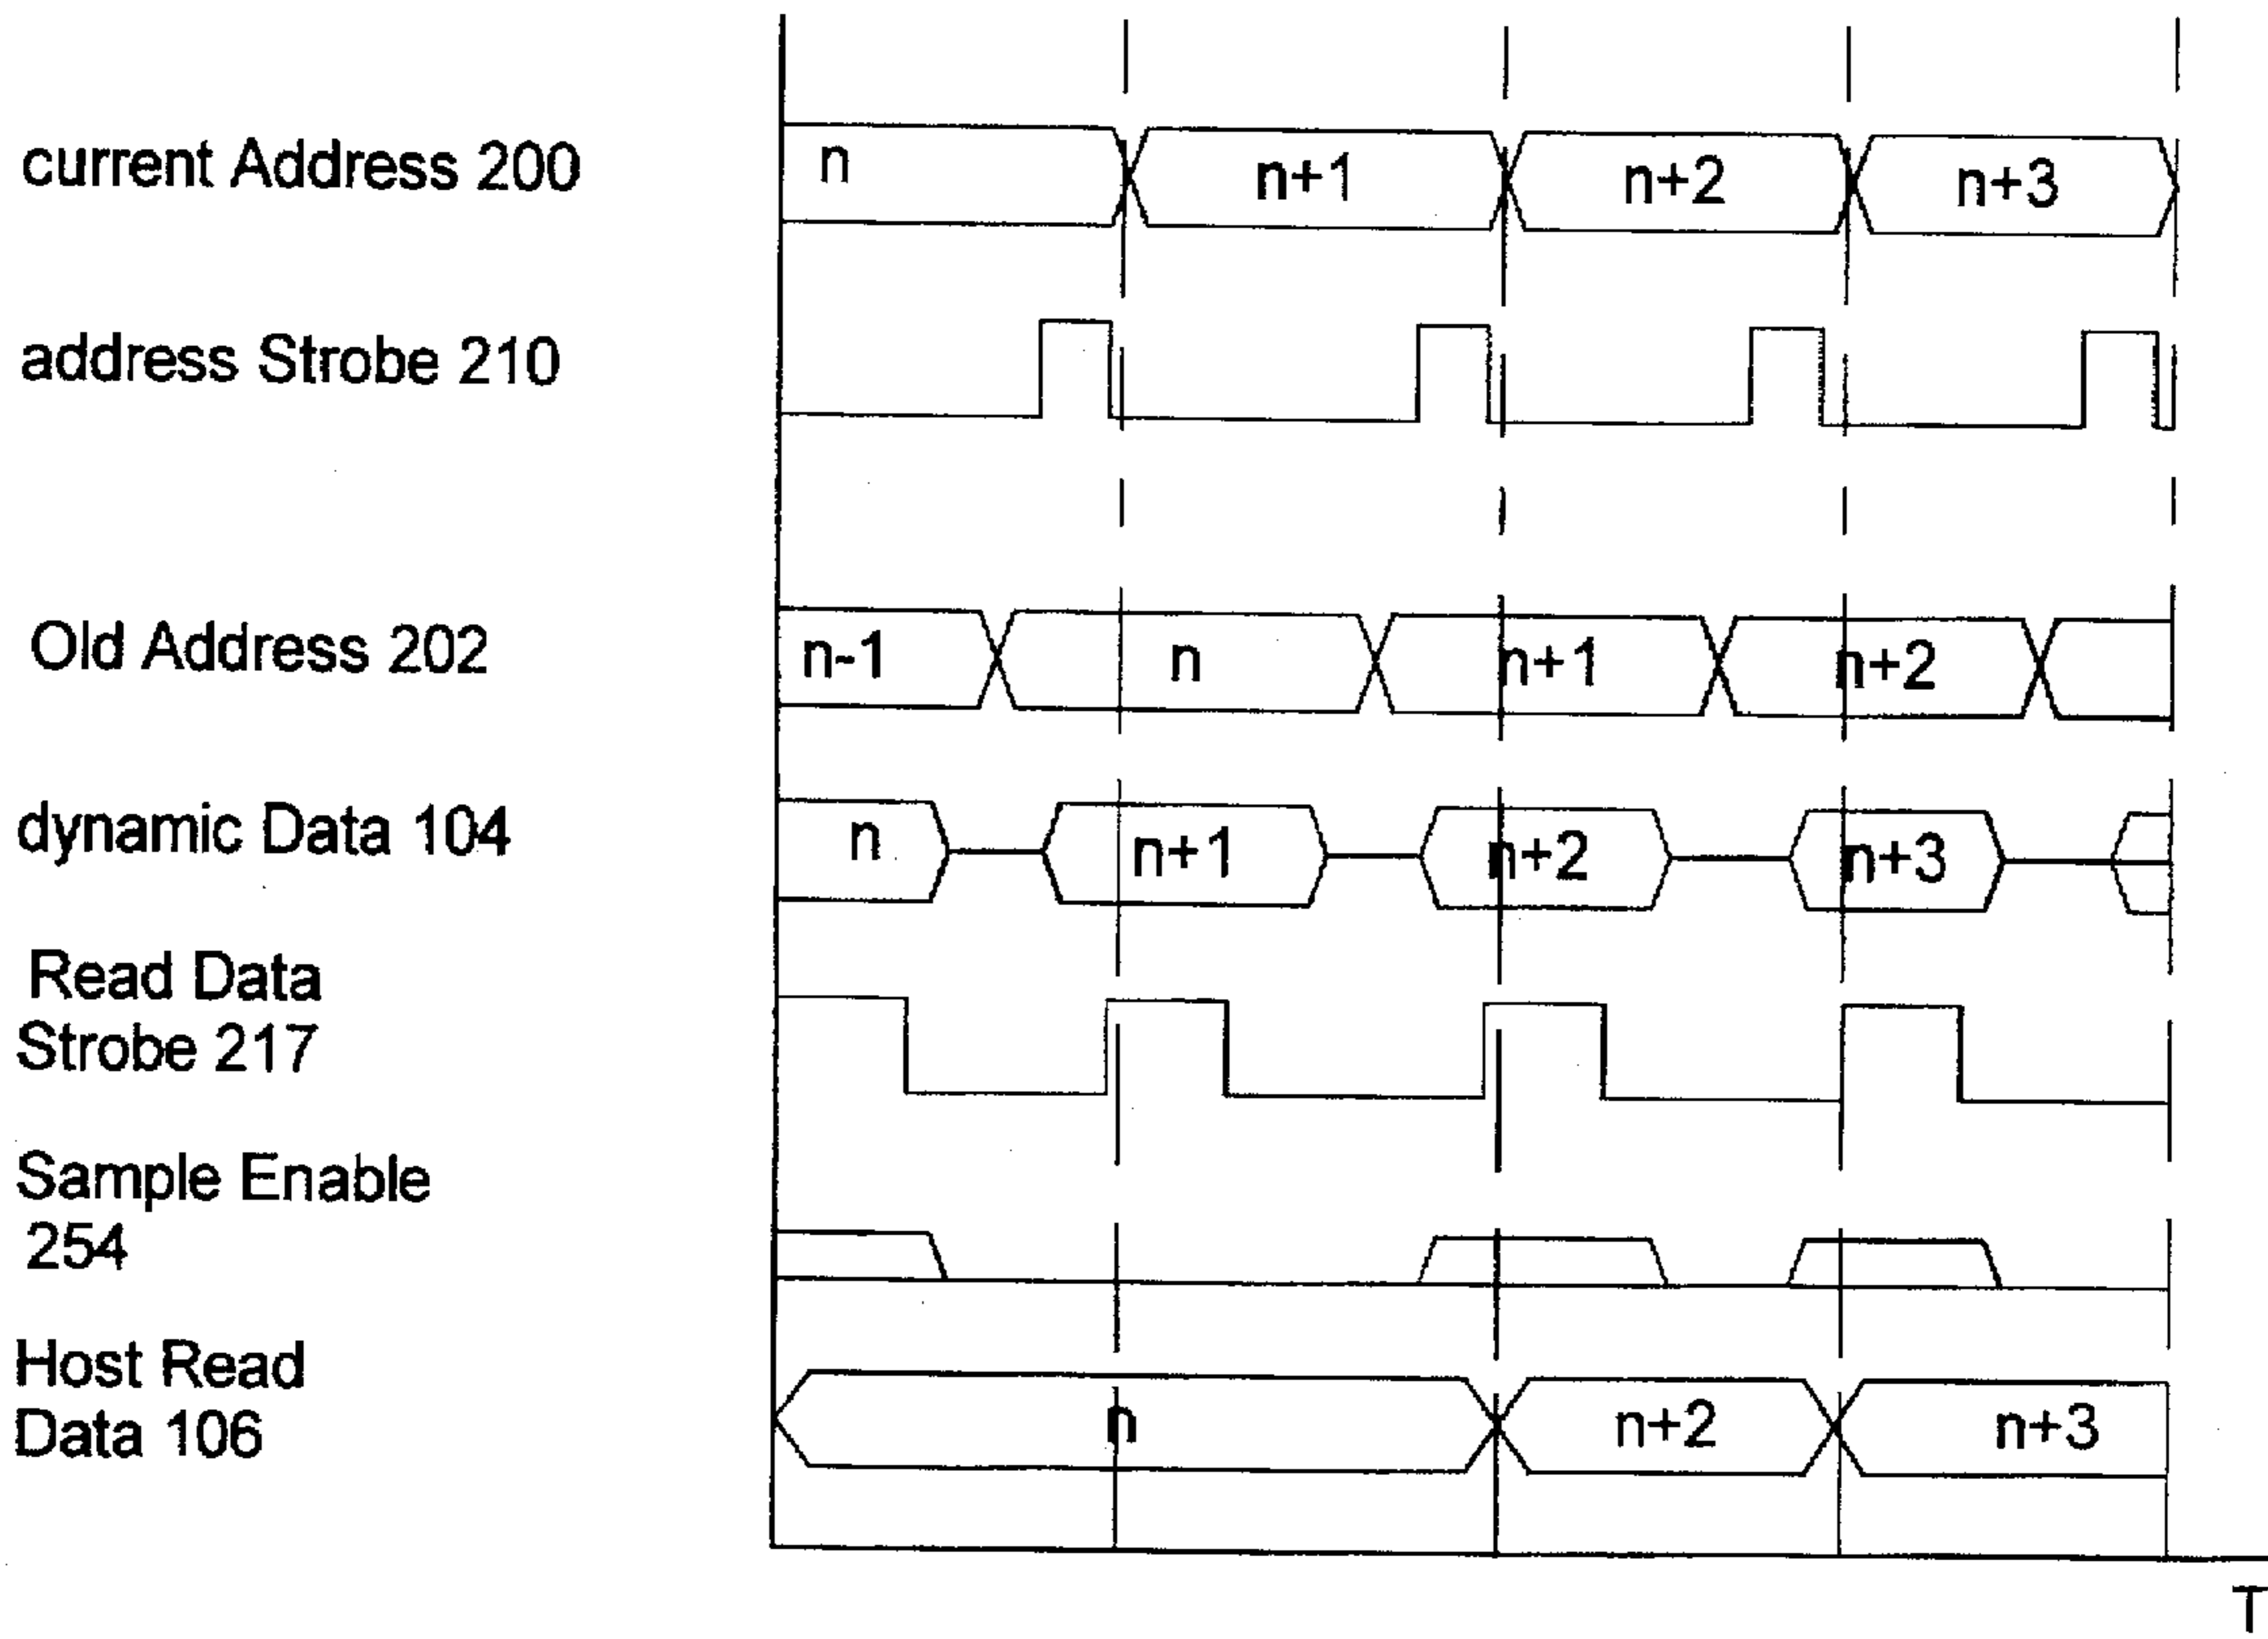 current Address 200
n
n+1
n+2
n+3
address Strobe 210
Old Address 202
n-1
n
n+1
n+2
dynamic Data 104
n
n+1
n+2
n+3
Read Data
Strobe 217
Sample Enable
254
Host Read
Data 106
n
n+2
n+3
T